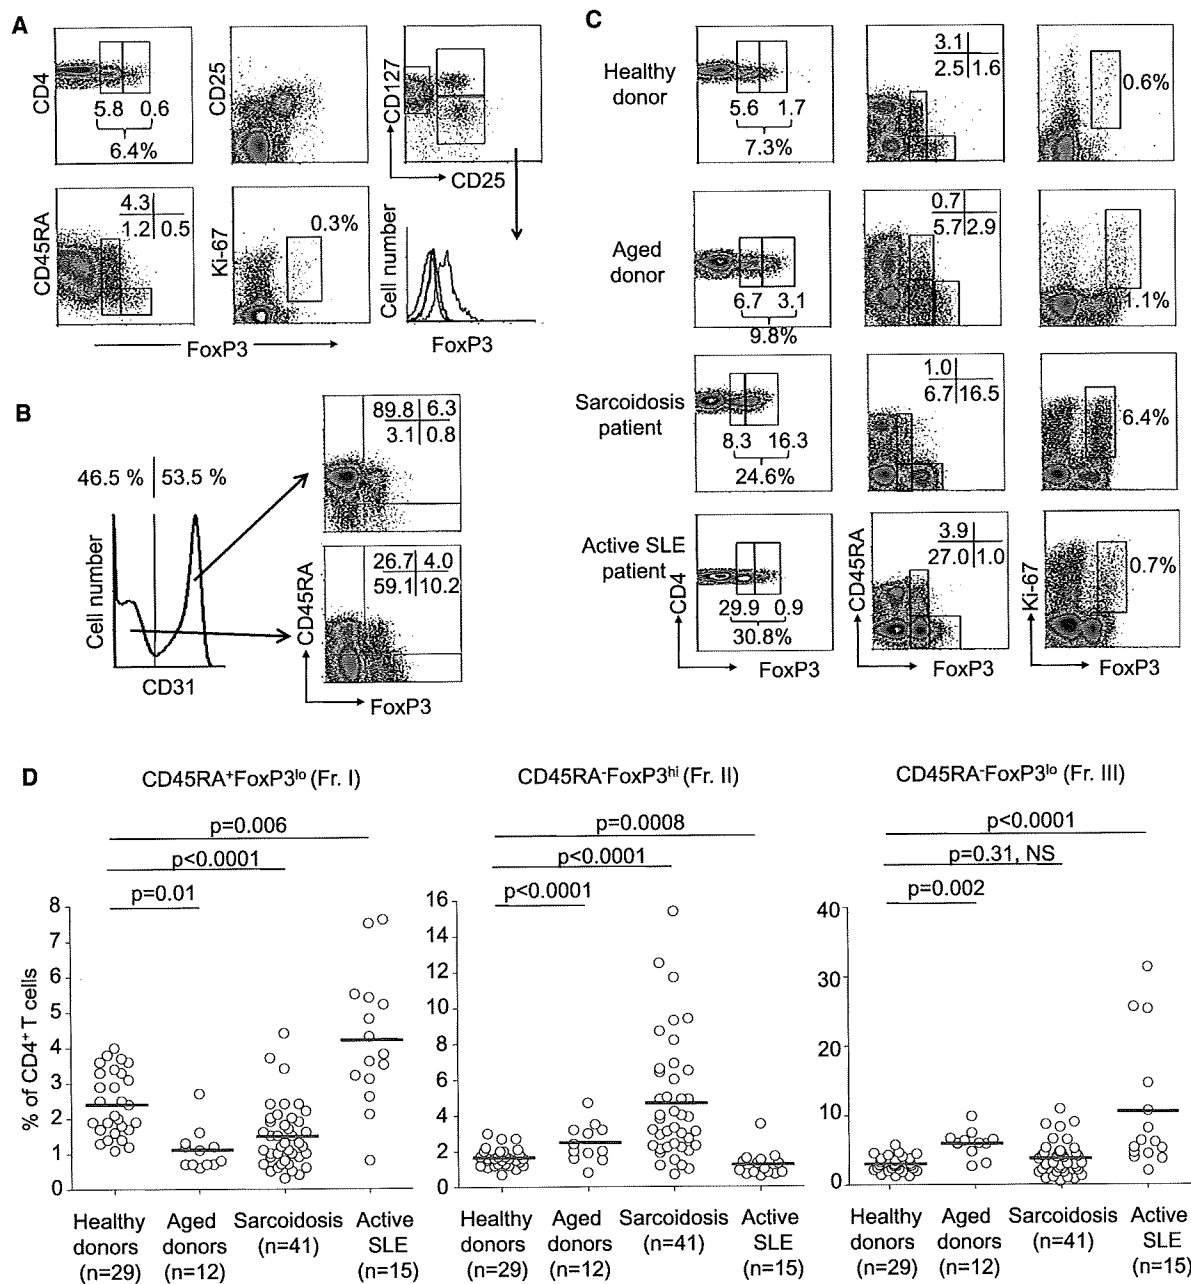 A
CD4
5.8 0.6
6.4%
CD25
CD127
CD25
CD45RA
4.3
1.2 0.5
Ki-67
0.3%
Cell number
FoxP3
FoxP3
B
46.5 % 53.5 %
Cell number
CD31
89.8 6.3
3.1 0.8
26.7 4.0
59.1 10.2
CD45RA
FoxP3
C
Healthy
donor
5.6 1.7
7.3%
3.1
2.5 1.6
0.6%
Aged
donor
6.7 3.1
9.8%
0.7
5.7 2.9
1.1%
Sarcoidosis
patient
8.3 16.3
24.6%
1.0
6.7 16.5
6.4%
Active SLE
patient
CD4
29.9 0.9
30.8%
FoxP3
CD45RA
3.9
27.0 1.0
FoxP3
Ki-67
0.7%
FoxP3
D
CD45RA⁺FoxP3ˡᵒ (Fr. I)
p=0.006
p<0.0001
p=0.01
% of CD4⁺ T cells
8
7
6
5
4
3
2
1
0
Healthy donors (n=29)
Aged donors (n=12)
Sarcoidosis (n=41)
Active SLE (n=15)
CD45RA⁻FoxP3ʰⁱ (Fr. II)
p=0.0008
p<0.0001
p<0.0001
16
14
12
10
8
6
4
2
0
Healthy donors (n=29)
Aged donors (n=12)
Sarcoidosis (n=41)
Active SLE (n=15)
CD45RA⁻FoxP3ˡᵒ (Fr. III)
p<0.0001
p=0.31, NS
p=0.002
40
30
20
10
0
Healthy donors (n=29)
Aged donors (n=12)
Sarcoidosis (n=41)
Active SLE (n=15)